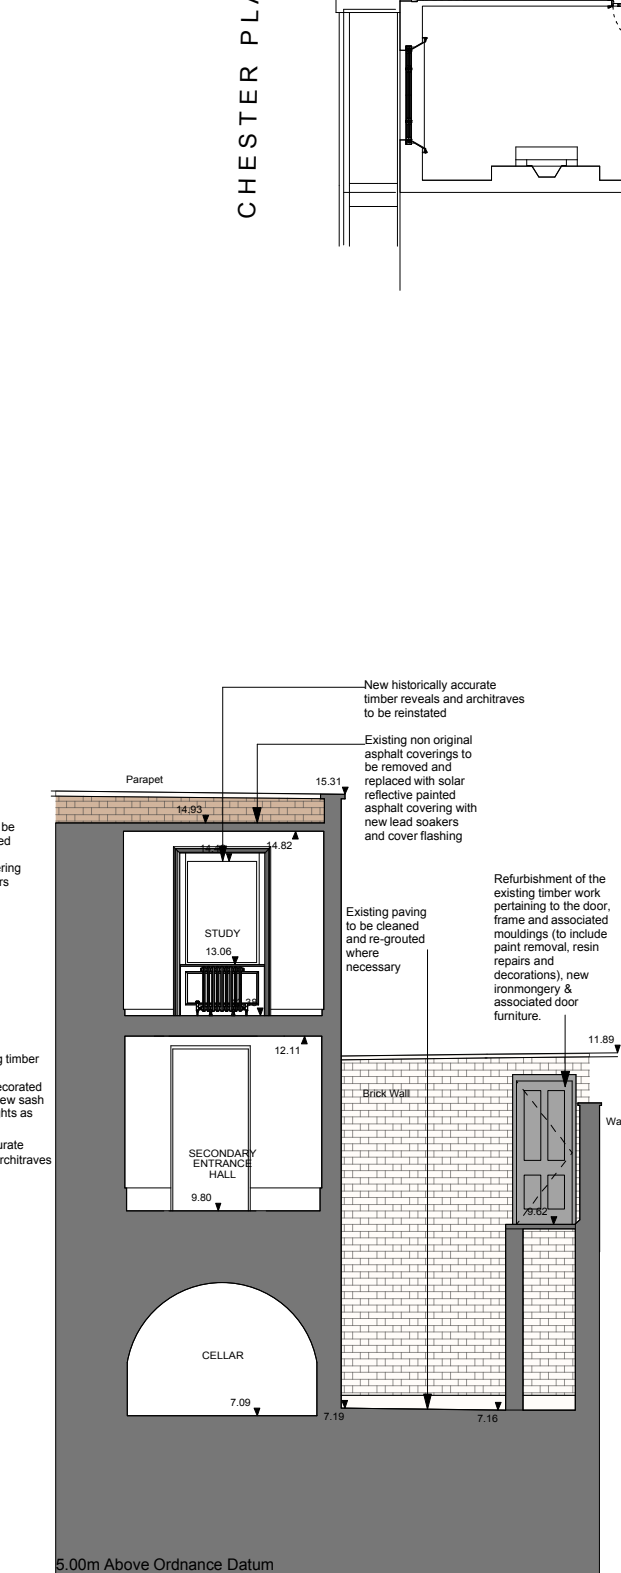 CHESTER PLA
New historically accurate
timber reveals and architraves
to be reinstated
Existing non original
asphalt coverings to
be removed and
replaced with solar
reflective painted
asphalt covering with
new lead soakers
and cover flashing
Parapet
15.31
14.93
14.82
be
ed
ering
rs
Refurbishment of the
existing timber work
pertaining to the door,
frame and associated
mouldings (to include
paint removal, resin
repairs and
decorations), new
ironmongery &
associated door
furniture.
Existing paving
to be cleaned
and re-grouted
where
necessary
STUDY
13.06
12.11
11.89
g timber
ecorated
ew sash
ghts as
urate
rchitraves
Brick Wall
Wa
SECONDARY
ENTRANCE
HALL
9.80
9.62
CELLAR
7.09
7.19
7.16
5.00m Above Ordnance Datum